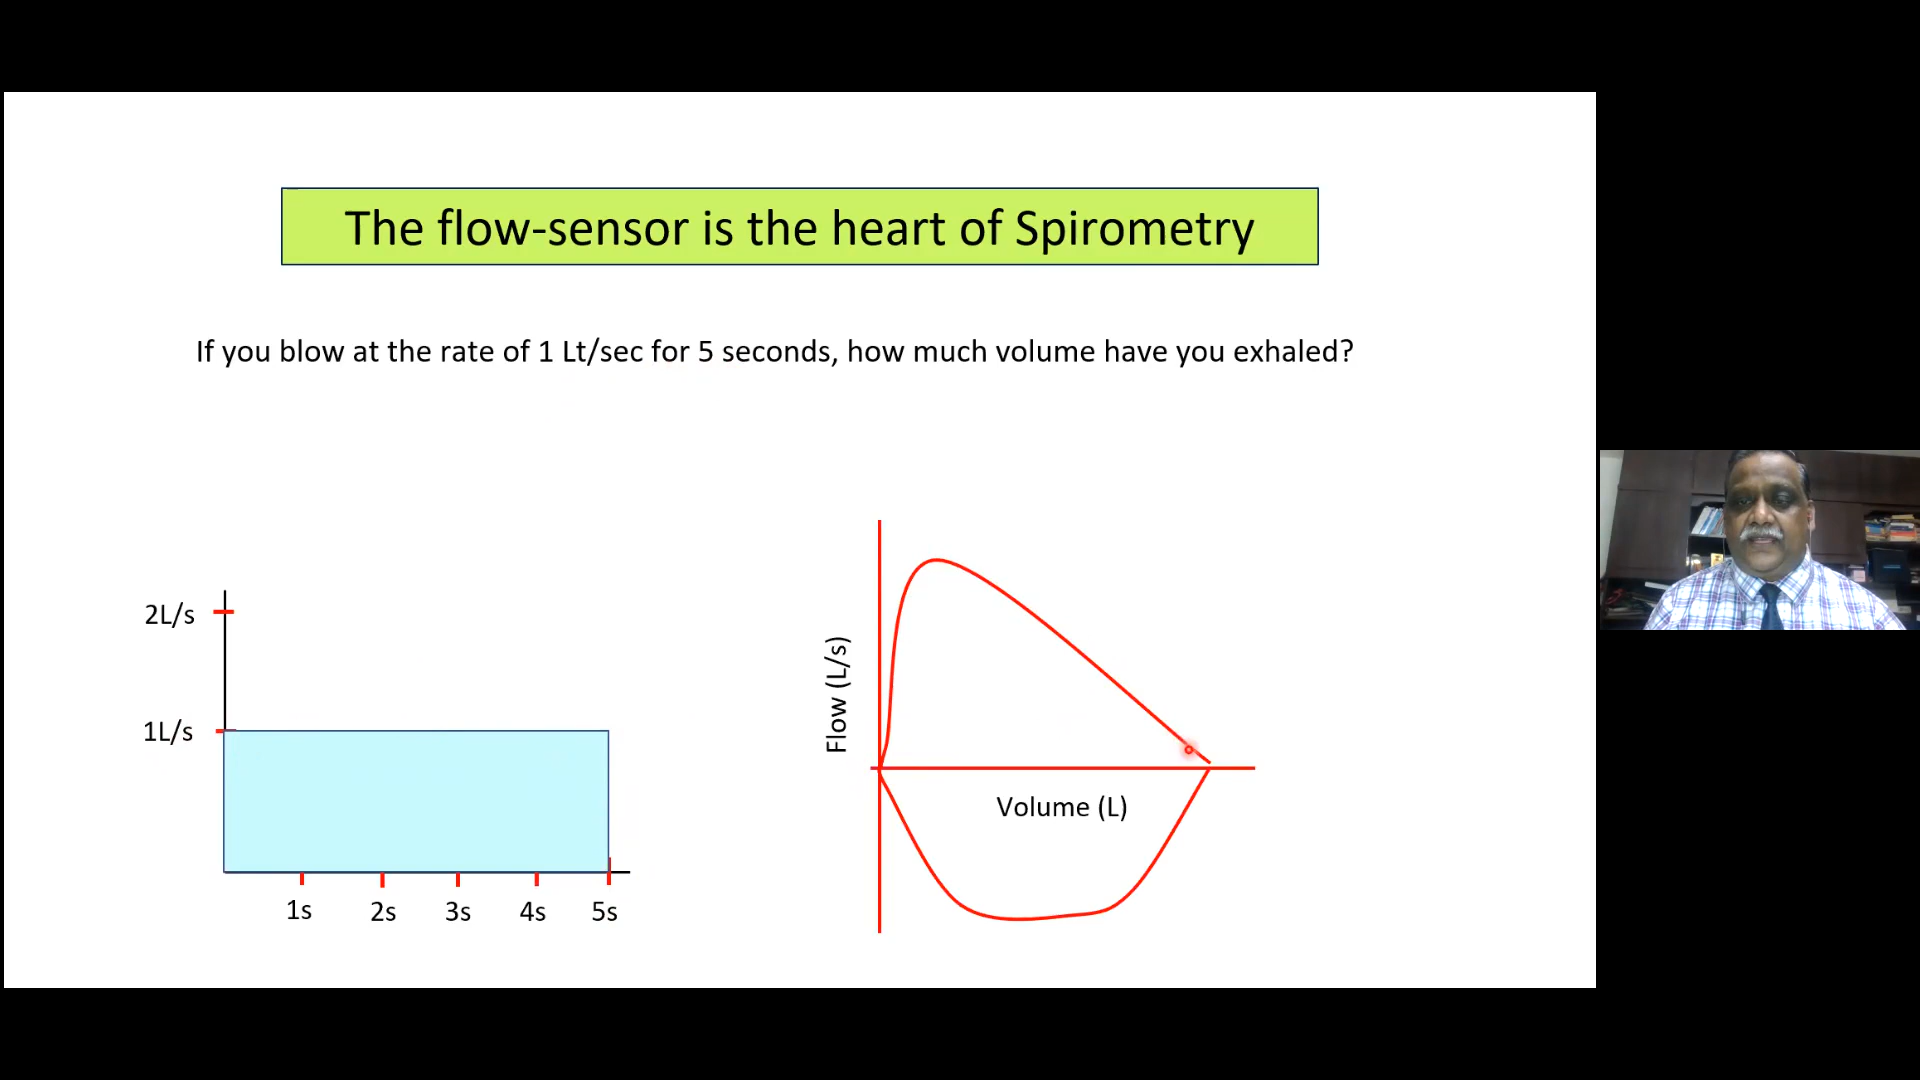 The flow-sensor is the heart of Spirometry
If you blow at the rate of 1 Lt/sec for 5 seconds, how much volume have you exhaled?
2L/s
1L/s
1s 2s 3s 4s 5s
Flow (L/s)
Volume (L)